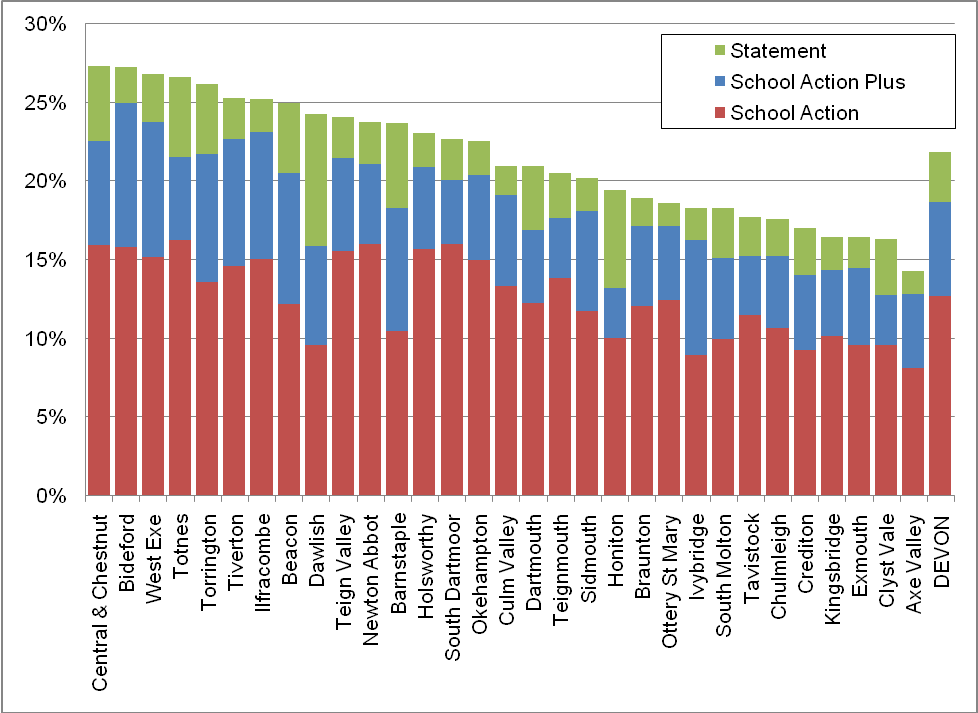 30%
25%
20%
15%
10%
5%
0%
Statement
School Action Plus
School Action
Central & Chestnut
Bideford
West Exe
Totnes
Torrington
Tiverton
Ilfracombe
Beacon
Dawlish
Teign Valley
Newton Abbot
Barnstaple
Holsworthy
South Dartmoor
Okehampton
Culm Valley
Dartmouth
Teignmouth
Sidmouth
Honiton
Braunton
Ottery St Mary
Ivybridge
South Molton
Tavistock
Chulmleigh
Crediton
Kingsbridge
Exmouth
Clyst Vale
Axe Valley
DEVON